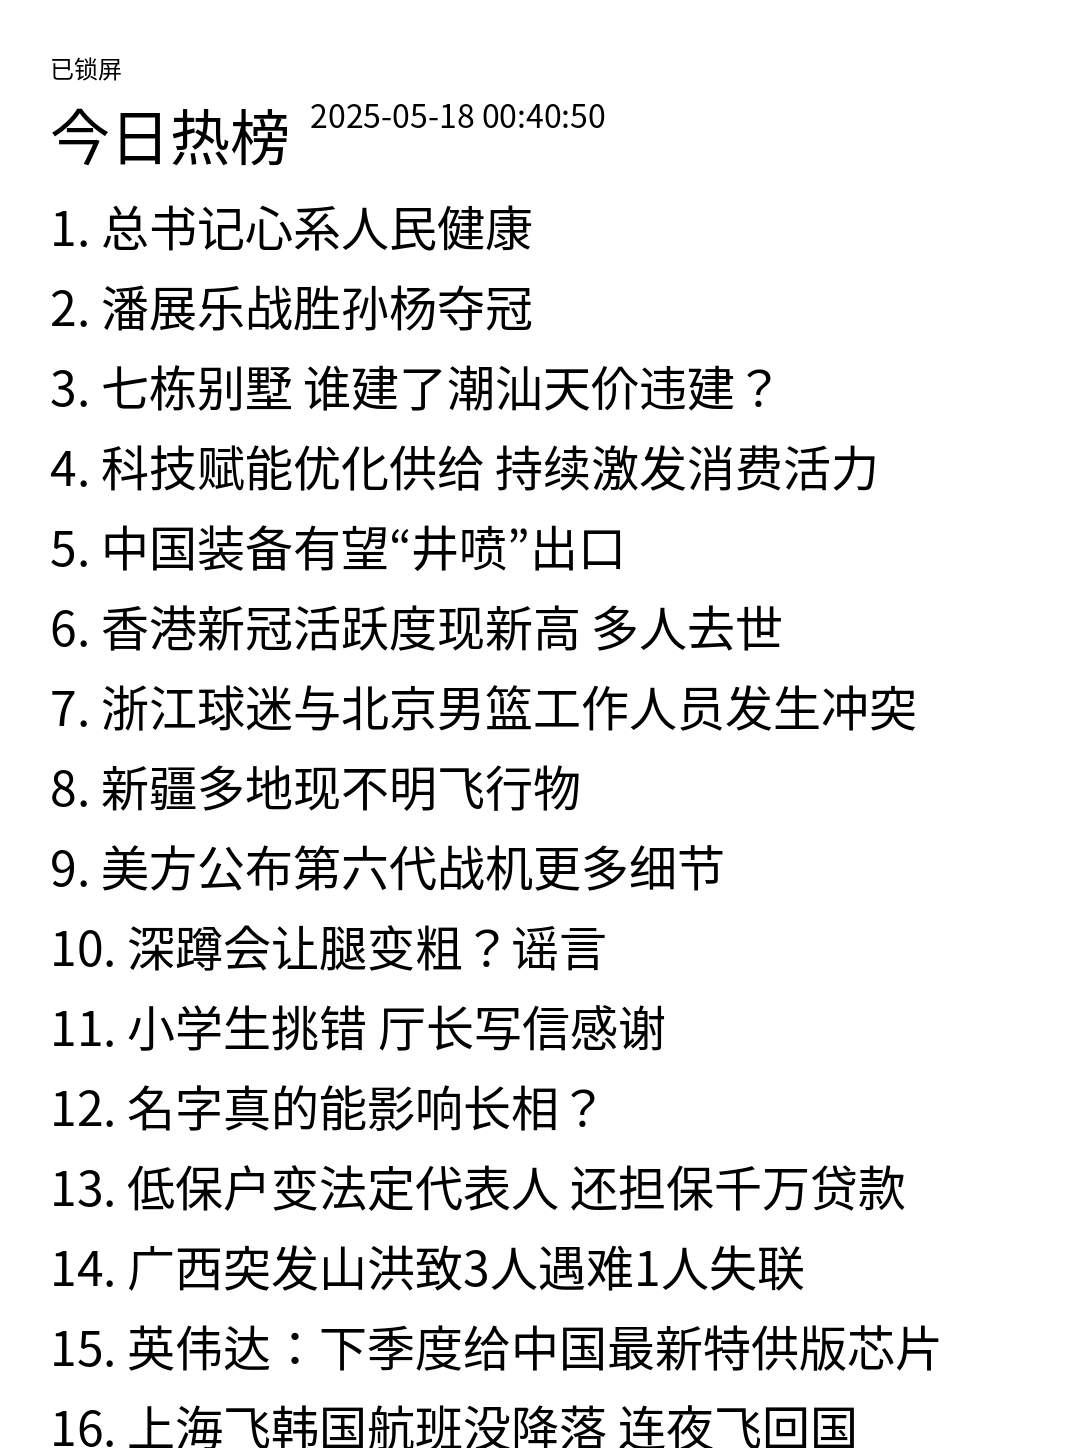 已锁屏
今日热榜 2025-05-18 00:40:50
1. 总书记心系人民健康
2. 潘展乐战胜孙杨夺冠
3. 七栋别墅 谁建了潮汕天价违建？
4. 科技赋能优化供给 持续激发消费活力
5. 中国装备有望“井喷”出口
6. 香港新冠活跃度现新高 多人去世
7. 浙江球迷与北京男篮工作人员发生冲突
8. 新疆多地现不明飞行物
9. 美方公布第六代战机更多细节
10. 深蹲会让腿变粗？谣言
11. 小学生挑错 厅长写信感谢
12. 名字真的能影响长相？
13. 低保户变法定代表人 还担保千万贷款
14. 广西突发山洪致3人遇难1人失联
15. 英伟达：下季度给中国最新特供版芯片
16. 上海飞韩国航班没降落 连夜飞回国